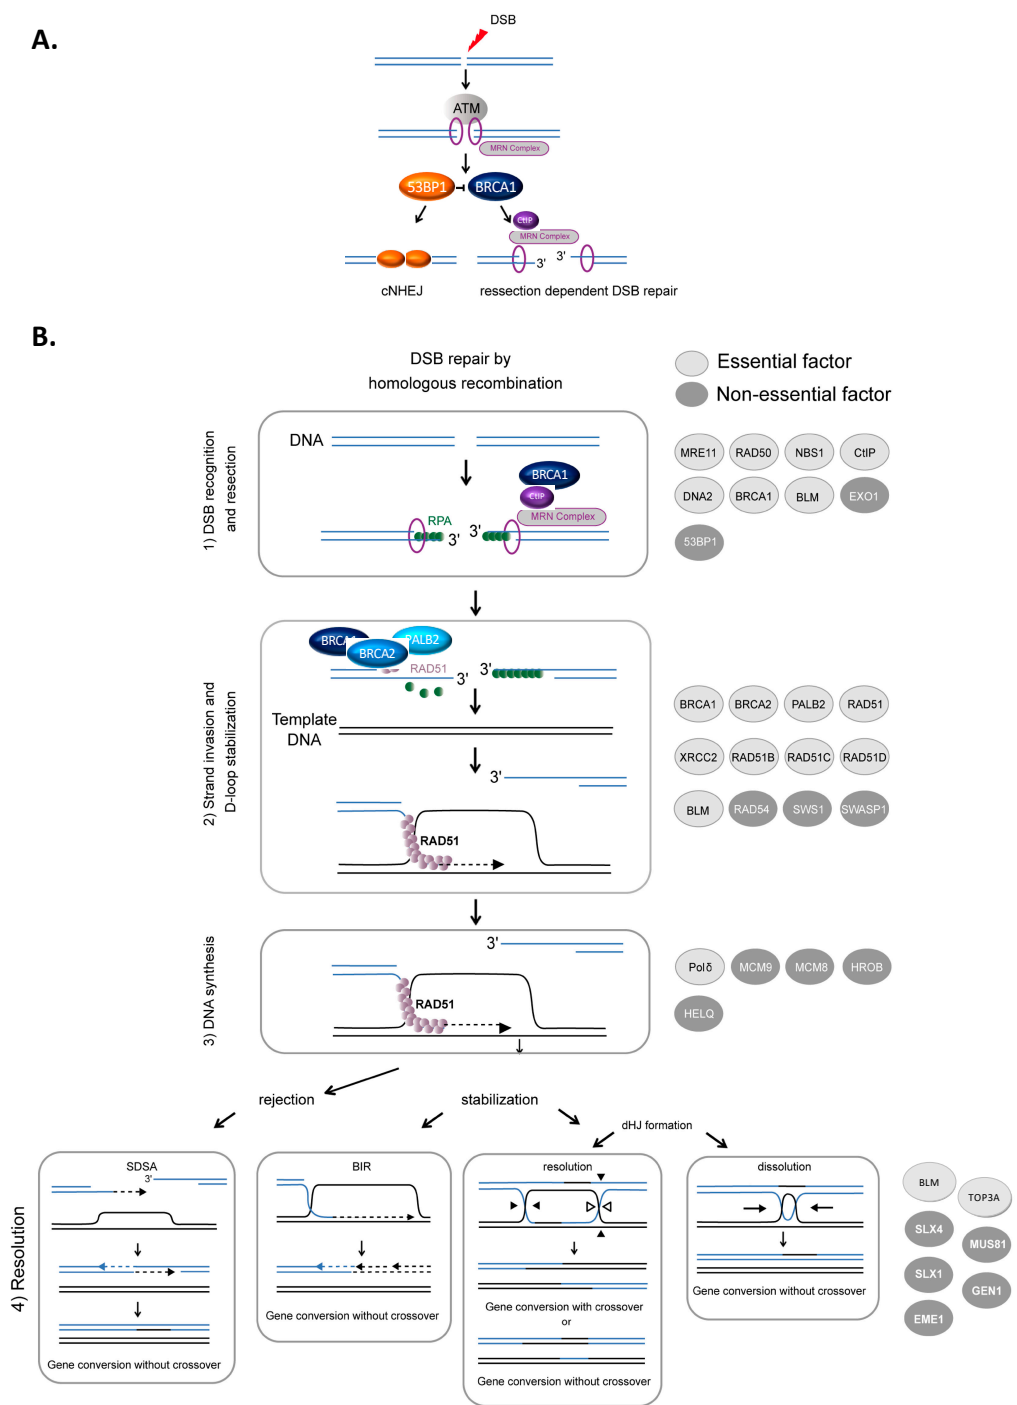 A.
DSB
ATM
MRN Complex
53BP1
BRCA1
CtIP
MRN Complex
3'
3'
cNHEJ
ressection dependent DSB repair
B.
DSB repair by
homologous recombination
Essential factor
Non-essential factor
1) DSB recognition
and resection
DNA
BRCA1
CtIP
MRN Complex
RPA
3'
3'
MRE11
RAD50
NBS1
CtIP
DNA2
BRCA1
BLM
EXO1
53BP1
2) Strand invasion and
D-loop stabilization
BRCA1
PALB2
BRCA2
RAD51
3'
3'
Template
DNA
3'
RAD51
BRCA1
BRCA2
PALB2
RAD51
XRCC2
RAD51B
RAD51C
RAD51D
BLM
RAD54
SWS1
SWASP1
3) DNA synthesis
3'
RAD51
Polδ
MCM9
MCM8
HROB
HELQ
rejection
stabilization
dHJ formation
4) Resolution
SDSA
3'
Gene conversion without crossover
BIR
Gene conversion without crossover
resolution
Gene conversion with crossover
or
Gene conversion without crossover
dissolution
Gene conversion without crossover
BLM
TOP3A
SLX4
MUS81
SLX1
GEN1
EME1